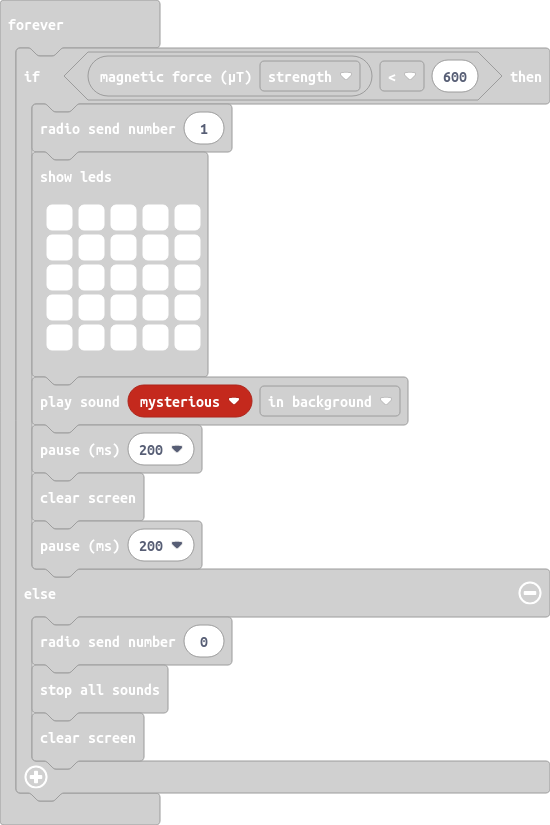 forever
if magnetic force (µT) strength < 600 then
radio send number 1
show leds
play sound mysterious in background
pause (ms) 200
clear screen
pause (ms) 200
else
radio send number 0
stop all sounds
clear screen